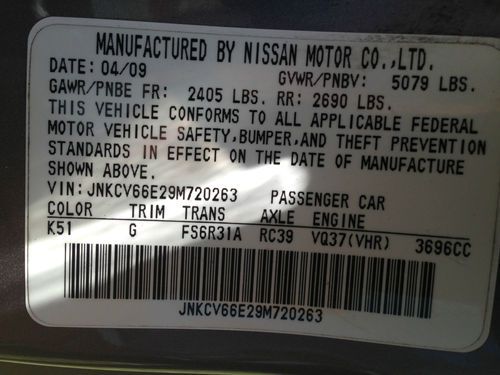 MANUFACTURED BY NISSAN MOTOR CO.,LTD.
DATE: 04/09 GVWR/PNBV: 5079 LBS.
GAWR/PNBE FR: 2405 LBS. RR: 2690 LBS.
THIS VEHICLE CONFORMS TO ALL APPLICABLE FEDERAL
MOTOR VEHICLE SAFETY,BUMPER,AND THEFT PREVENTION
STANDARDS IN EFFECT ON THE DATE OF MANUFACTURE
SHOWN ABOVE.
VIN: JNKCV66E29M720263 PASSENGER CAR
COLOR TRIM TRANS AXLE ENGINE
K51 G FS6R31A RC39 VQ37(VHR) 3696CC
JNKCV66E29M720263